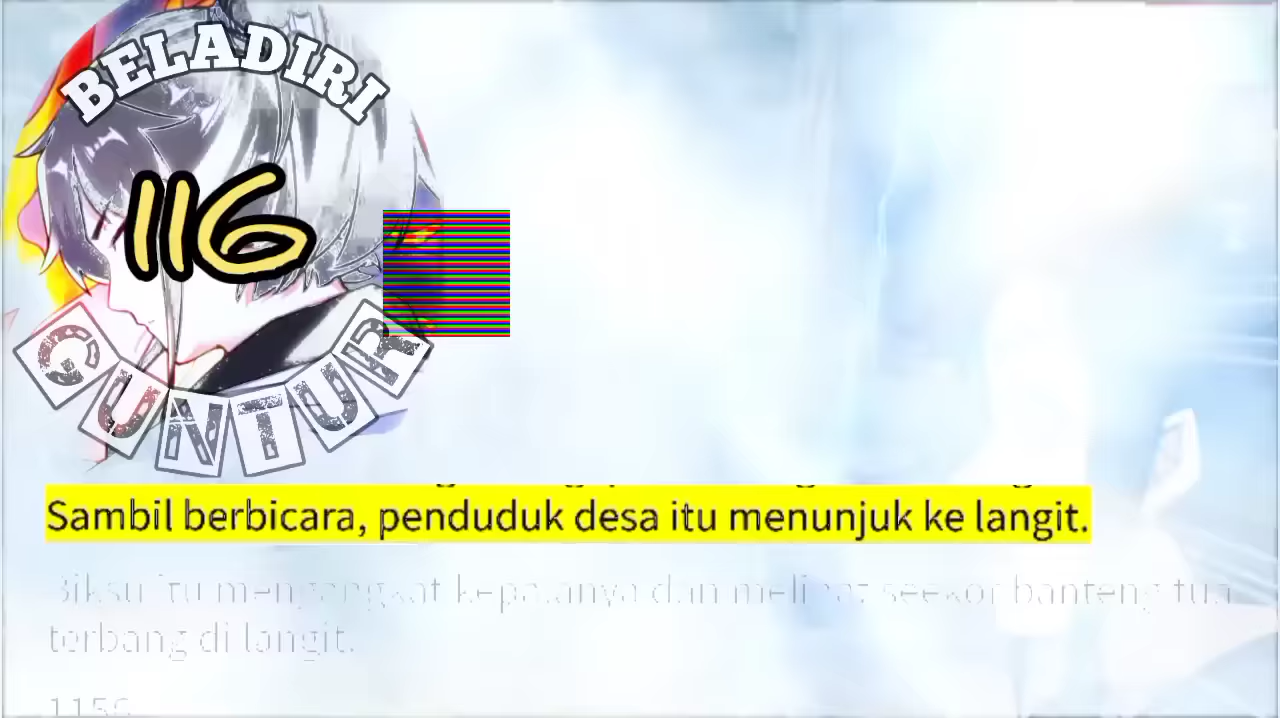 BELADIRI
116
GUNTUR
Sambil berbicara, penduduk desa itu menunjuk ke langit.
Biksu itu mengangkat kepalanya dan melihat seekor banteng tua
terbang di langit.
1156